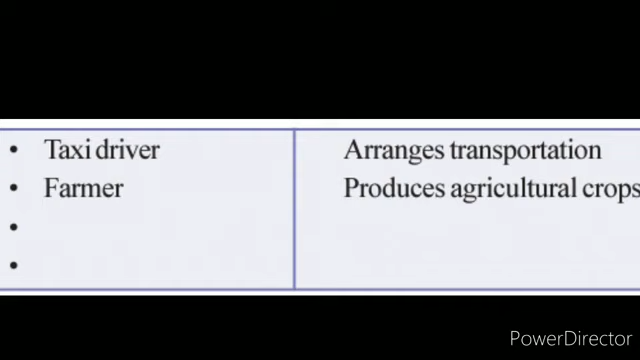 • Taxi driver Arranges transportation
• Farmer Produces agricultural crops
•
•
PowerDirector